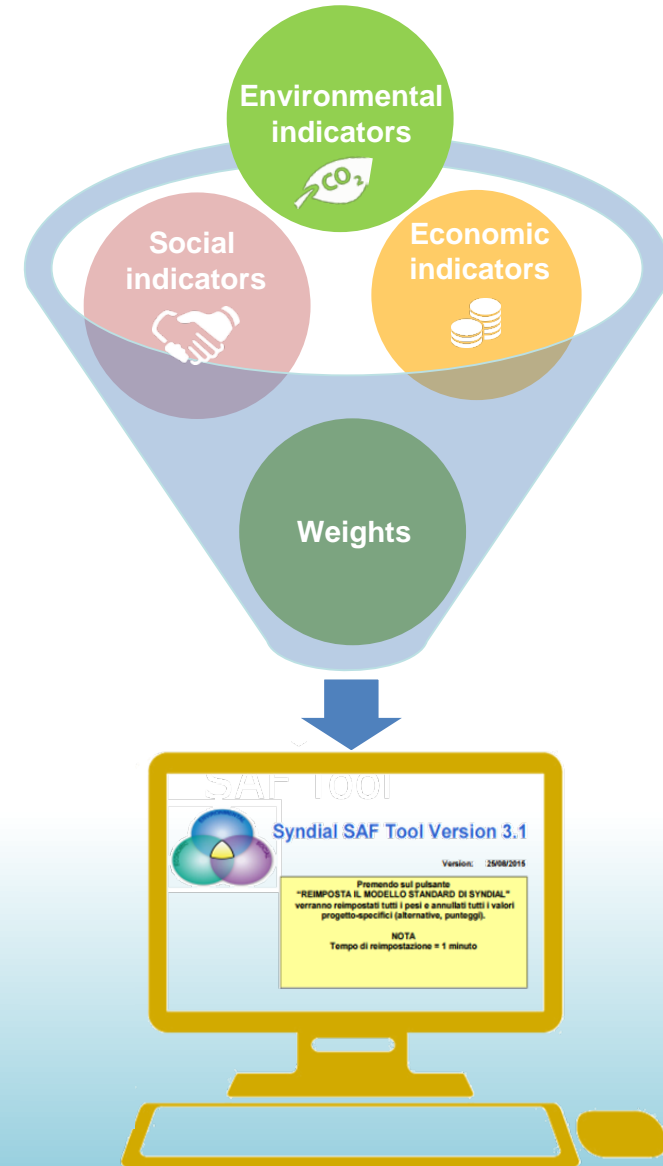 Environmental
indicators
CO₂
Social
indicators
Economic
indicators
Weights
SAF Tool
Syndial SAF Tool Version 3.1
Version: 25/08/2015
Premendo sul pulsante
"REIMPOSTA IL MODELLO STANDARD DI SYNDIAL"
verranno reimpostati tutti i pesi e annullati tutti i valori
progetto-specifici (alternative, punteggi).
NOTA
Tempo di reimpostazione = 1 minuto